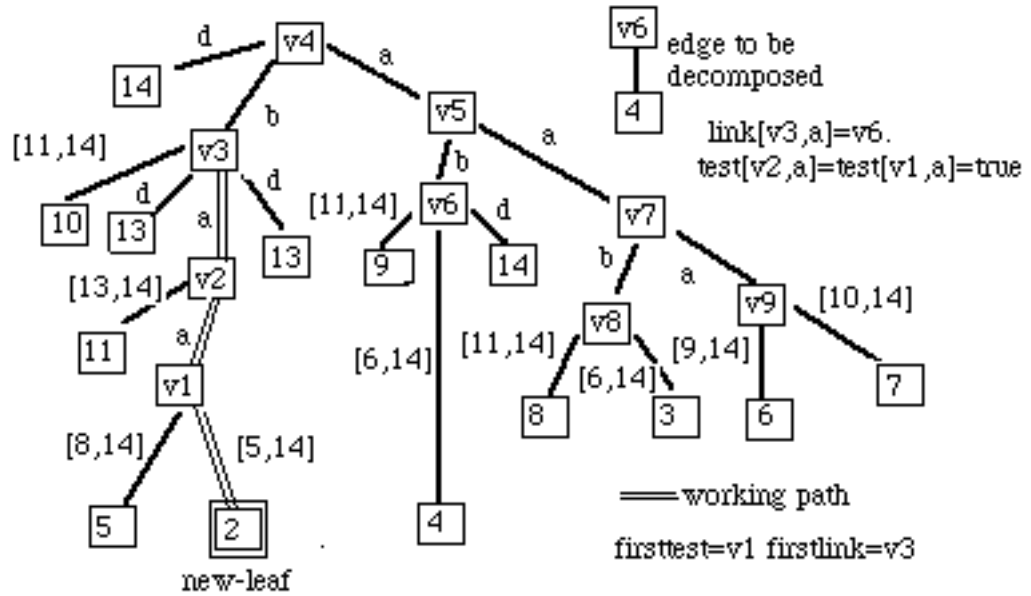 d
v4
v6
a
edge to be
decomposed
14
b
v5
4
[11,14]
v3
a
link[v3,a]=v6.
test[v2,a]=test[v1,a]=true
b
d
d
10
13
a
[11,14]
v6
d
v7
13
9
14
b
a
[13,14]
v2
v9
[10,14]
11
a
v8
[11,14]
[9,14]
[6,14]
[6,14]
v1
7
8
3
6
[8,14]
[5,14]
working path
5
2
4
firsttest=v1 firstlink=v3
new-leaf